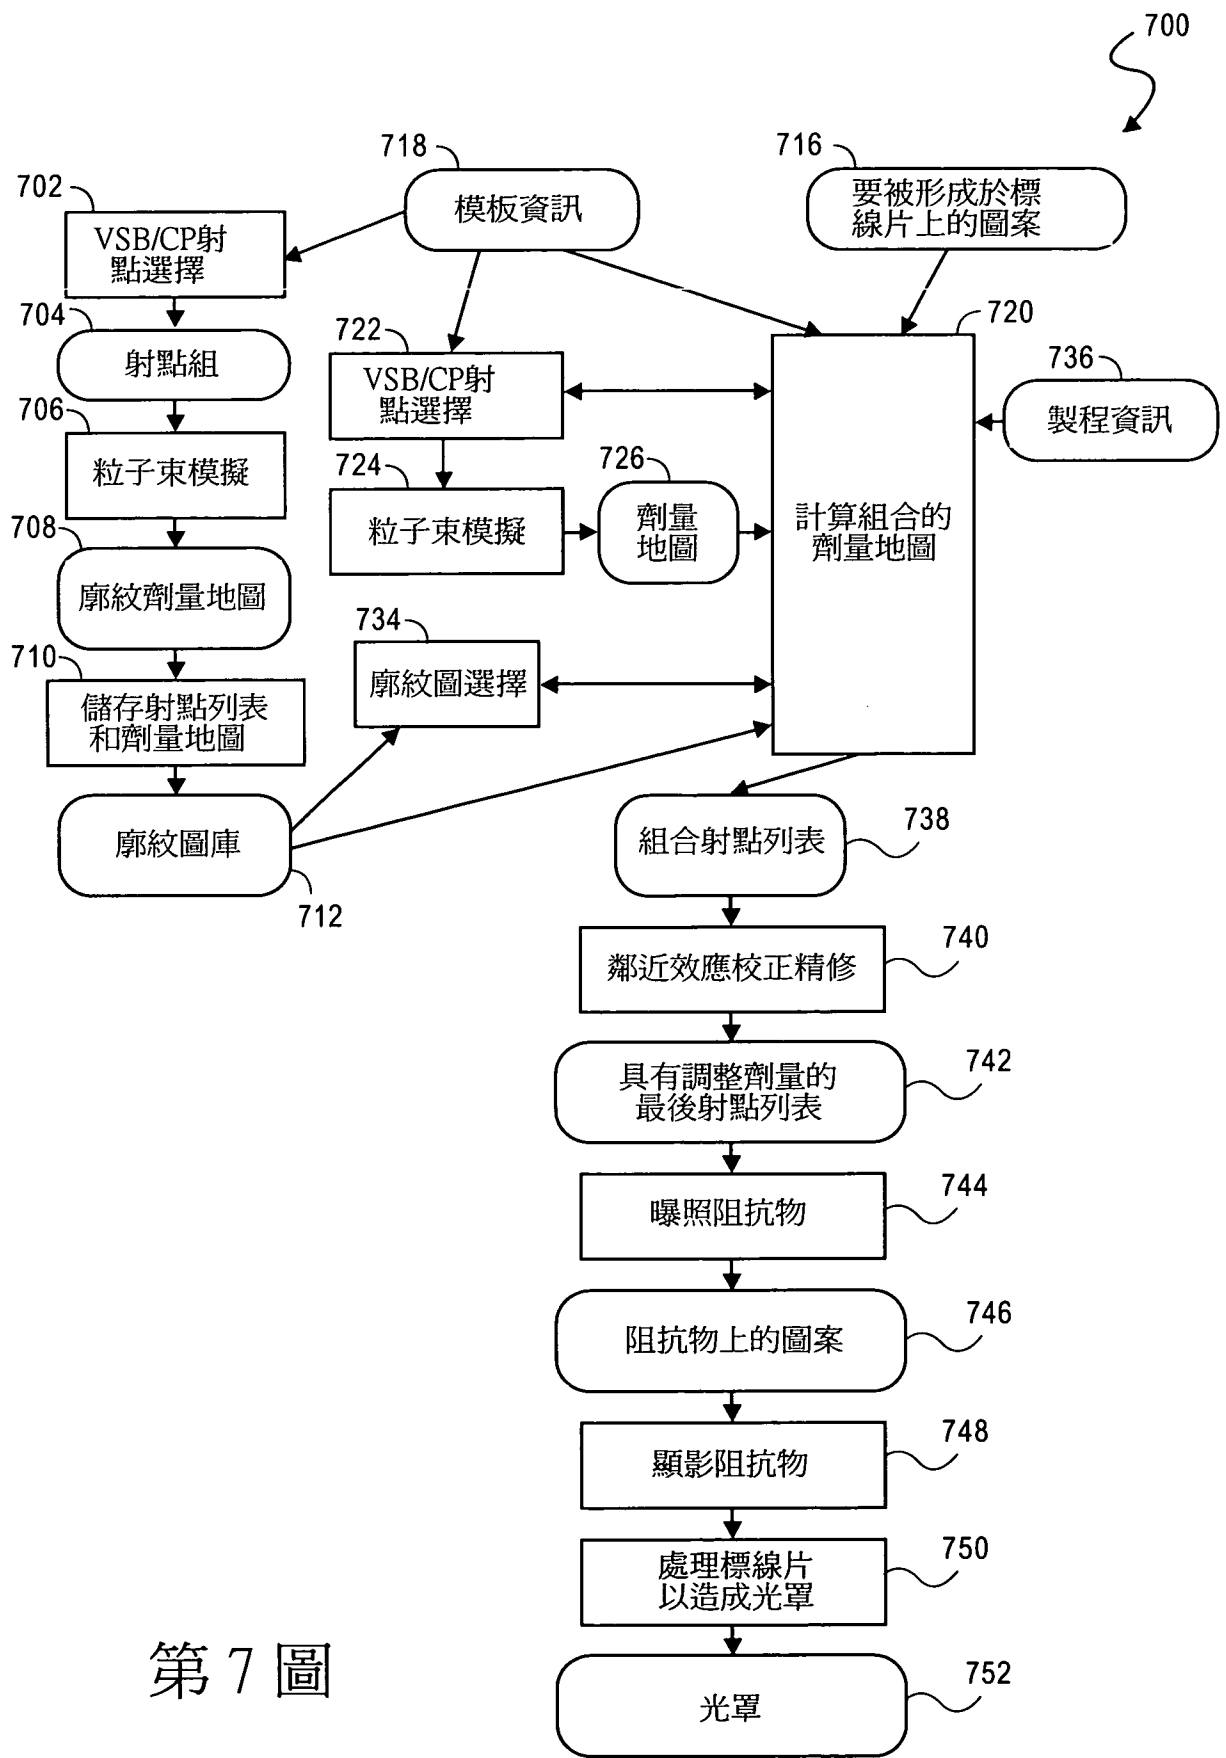 700
718
模板資訊
716
要被形成於標
線片上的圖案
702
VSB/CP射
點選擇
704
射點組
706
粒子束模擬
708
廓紋劑量地圖
710
儲存射點列表
和劑量地圖
廓紋圖庫
712
722
VSB/CP射
點選擇
724
粒子束模擬
726
劑量
地圖
734
廓紋圖選擇
720
計算組合的
劑量地圖
736
製程資訊
738
組合射點列表
740
鄰近效應校正精修
742
具有調整劑量的
最後射點列表
744
曝照阻抗物
746
阻抗物上的圖案
748
顯影阻抗物
750
處理標線片
以造成光罩
752
光罩
第7圖